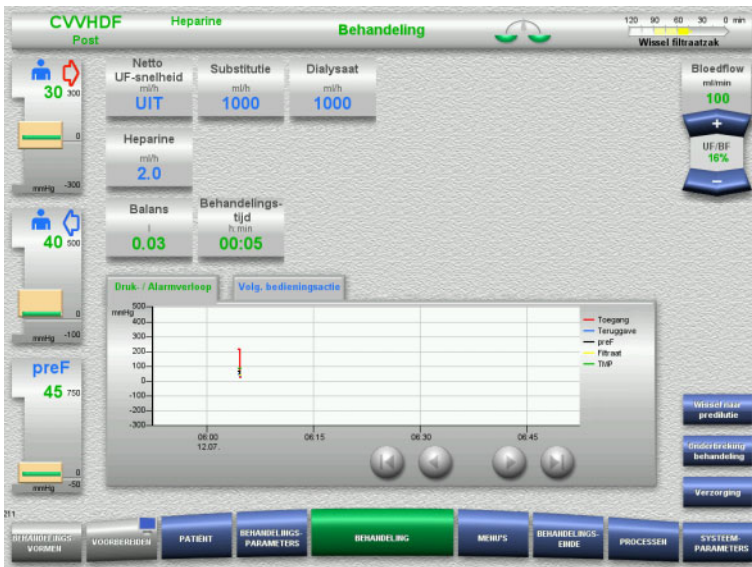 CVVHDF Heparine
Post
Behandeling
120 90 60 30 0 min
Wissel filtraatzak
30 300
0
mmHg -300
Netto UF-snelheid
ml/h
UIT
Substitutie
ml/h
1000
Dialysaat
ml/h
1000
Bloedflow
ml/min
100
+
UF/BF
16%
–
Heparine
ml/h
2.0
40 500
0
mmHg -100
Balans
l
0.03
Behandelings-
tijd
h:min
00:05
preF
45 750
0
mmHg -50
Druk- / Alarmverloop
Volg. bedieningsactie
mmHg
500
400
300
200
100
0
-100
-200
-300
06:00 06:15 06:30 06:45
12.07.
Toegang
Teruggave
preF
Filtraat
TMP
Wissel naar
predilutie
Onderbreking
behandeling
Verzorging
211
BEHANDELINGS
VORMEN
VOORBEREIDEN
PATIËNT
BEHANDELINGS-
PARAMETERS
BEHANDELING
MENU'S
BEHANDELINGS-
EINDE
PROCESSEN
SYSTEEM-
PARAMETERS